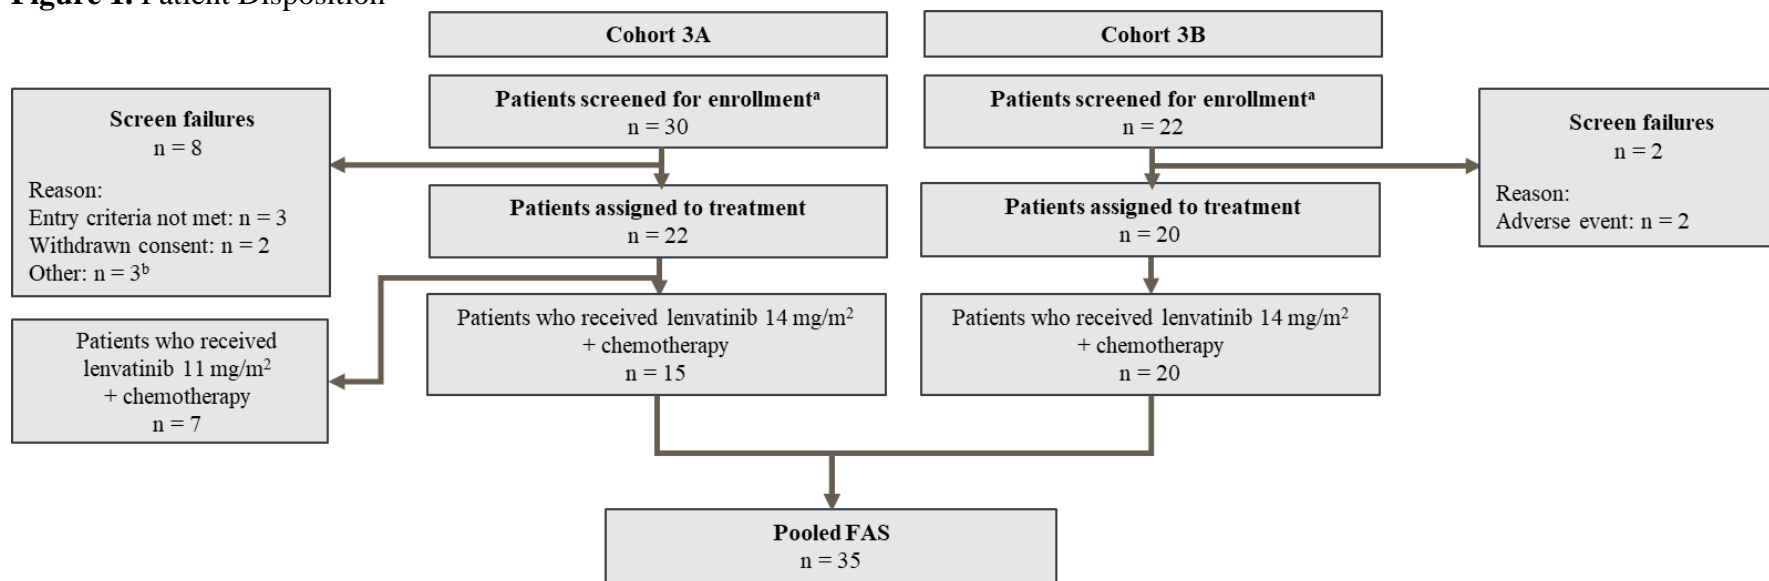 Figure 1. Patient Disposition
Cohort 3A
Cohort 3B
Patients screened for enrollmentᵃ
n = 30
Patients screened for enrollmentᵃ
n = 22
Screen failures
n = 8
Reason:
Entry criteria not met: n = 3
Withdrawn consent: n = 2
Other: n = 3ᵇ
Screen failures
n = 2
Reason:
Adverse event: n = 2
Patients assigned to treatment
n = 22
Patients assigned to treatment
n = 20
Patients who received
lenvatinib 11 mg/m²
+ chemotherapy
n = 7
Patients who received lenvatinib 14 mg/m²
+ chemotherapy
n = 15
Patients who received lenvatinib 14 mg/m²
+ chemotherapy
n = 20
Pooled FAS
n = 35